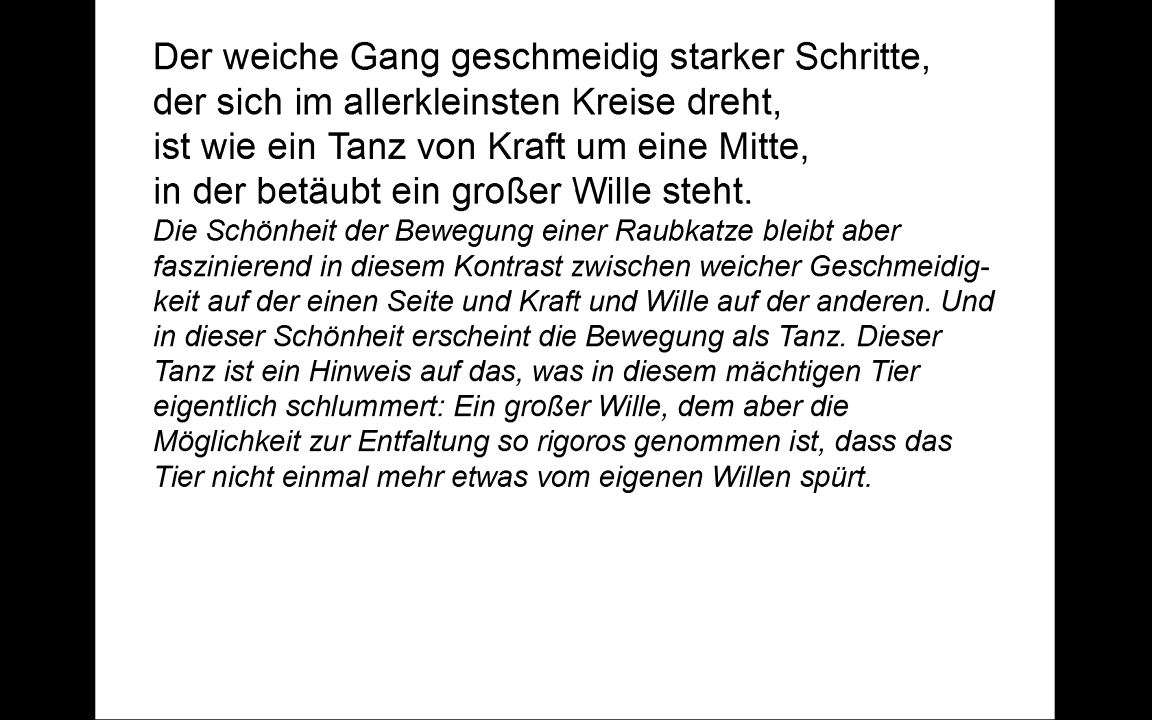 Der weiche Gang geschmeidig starker Schritte,
der sich im allerkleinsten Kreise dreht,
ist wie ein Tanz von Kraft um eine Mitte,
in der betäubt ein großer Wille steht.
Die Schönheit der Bewegung einer Raubkatze bleibt aber
faszinierend in diesem Kontrast zwischen weicher Geschmeidig-
keit auf der einen Seite und Kraft und Wille auf der anderen. Und
in dieser Schönheit erscheint die Bewegung als Tanz. Dieser
Tanz ist ein Hinweis auf das, was in diesem mächtigen Tier
eigentlich schlummert: Ein großer Wille, dem aber die
Möglichkeit zur Entfaltung so rigoros genommen ist, dass das
Tier nicht einmal mehr etwas vom eigenen Willen spürt.